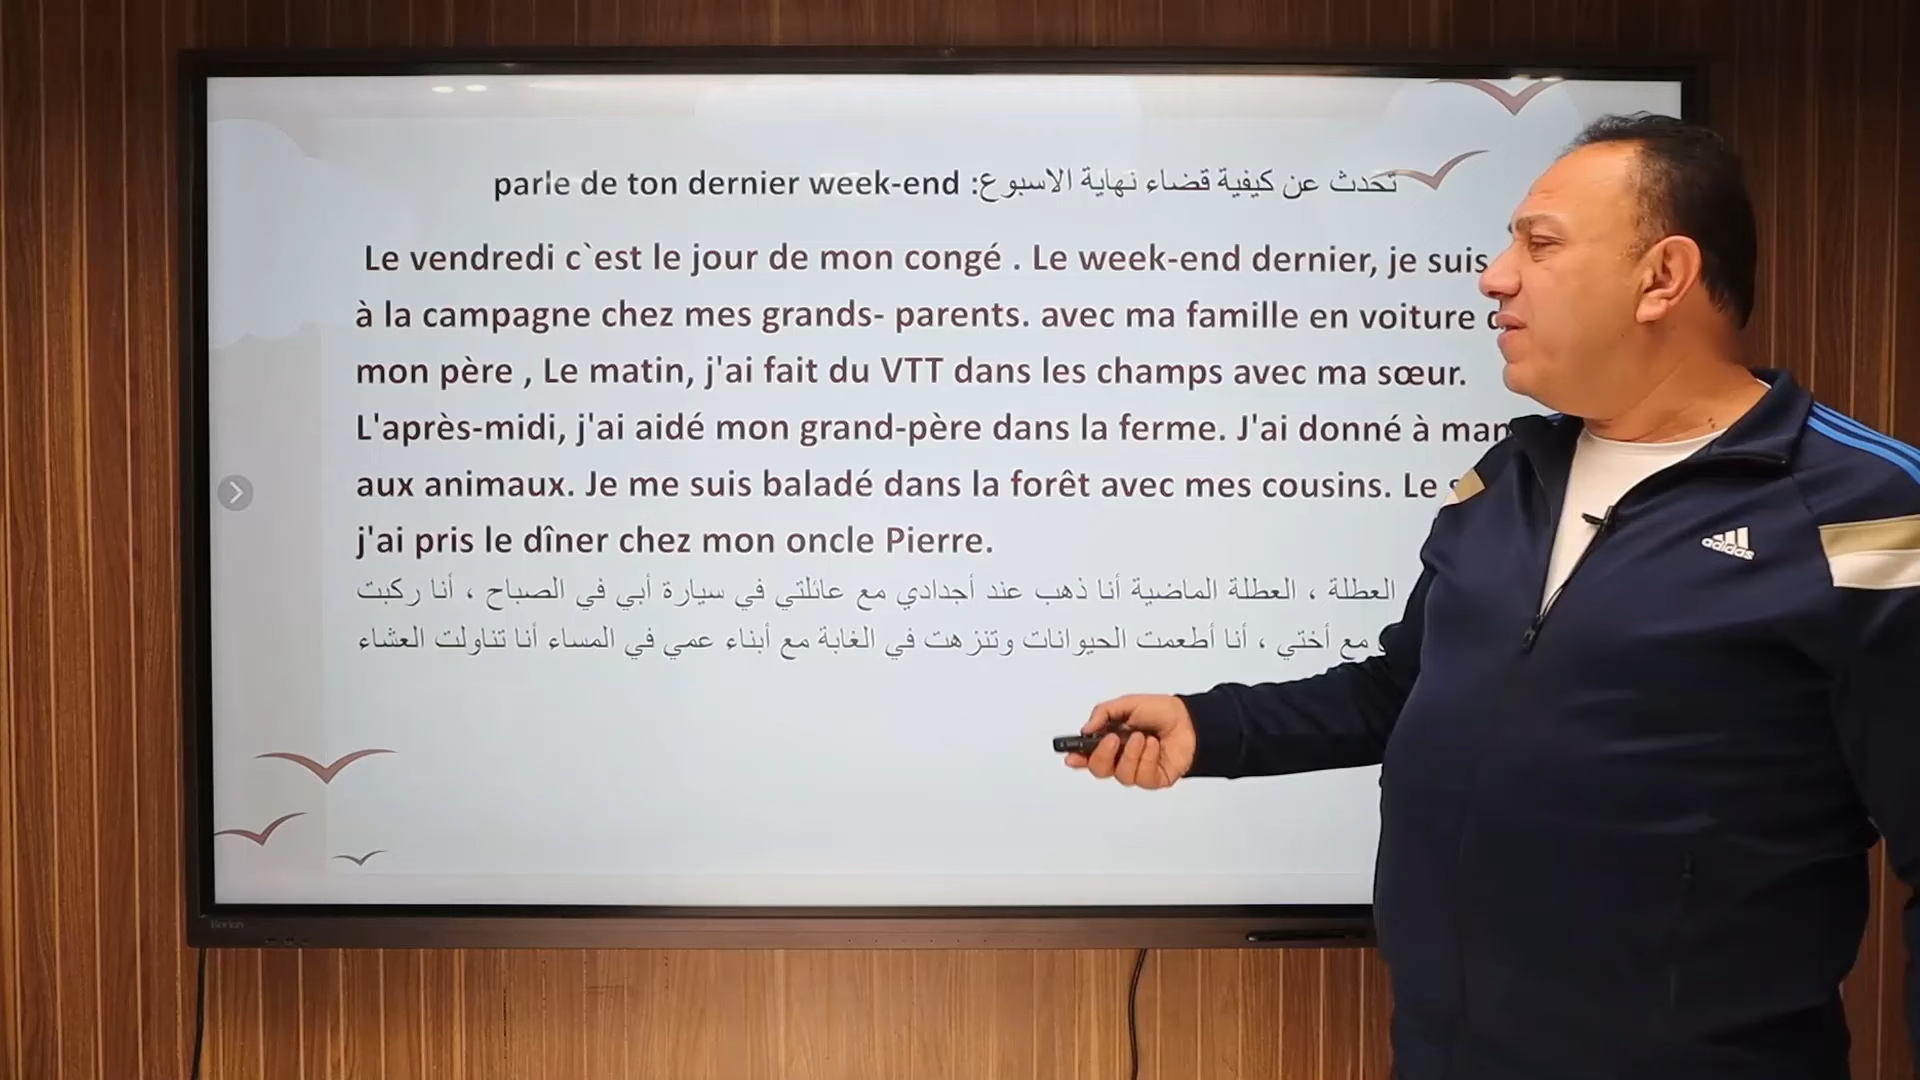 parle de ton dernier week-end :تحدث عن كيفية قضاء نهاية الاسبوع
Le vendredi c`est le jour de mon congé . Le week-end dernier, je suis
à la campagne chez mes grands- parents. avec ma famille en voiture
mon père , Le matin, j'ai fait du VTT dans les champs avec ma sœur.
L'après-midi, j'ai aidé mon grand-père dans la ferme. J'ai donné à
aux animaux. Je me suis baladé dans la forêt avec mes cousins. Le
j'ai pris le dîner chez mon oncle Pierre.
العطلة ، العطلة الماضية أنا ذهب عند أجدادي مع عائلتي في سيارة أبي في الصباح ، أنا ركبت
مع أختي ، أنا أطعمت الحيوانات وتنزهت في الغابة مع أبناء عمي في المساء أنا تناولت العشاء
adidas